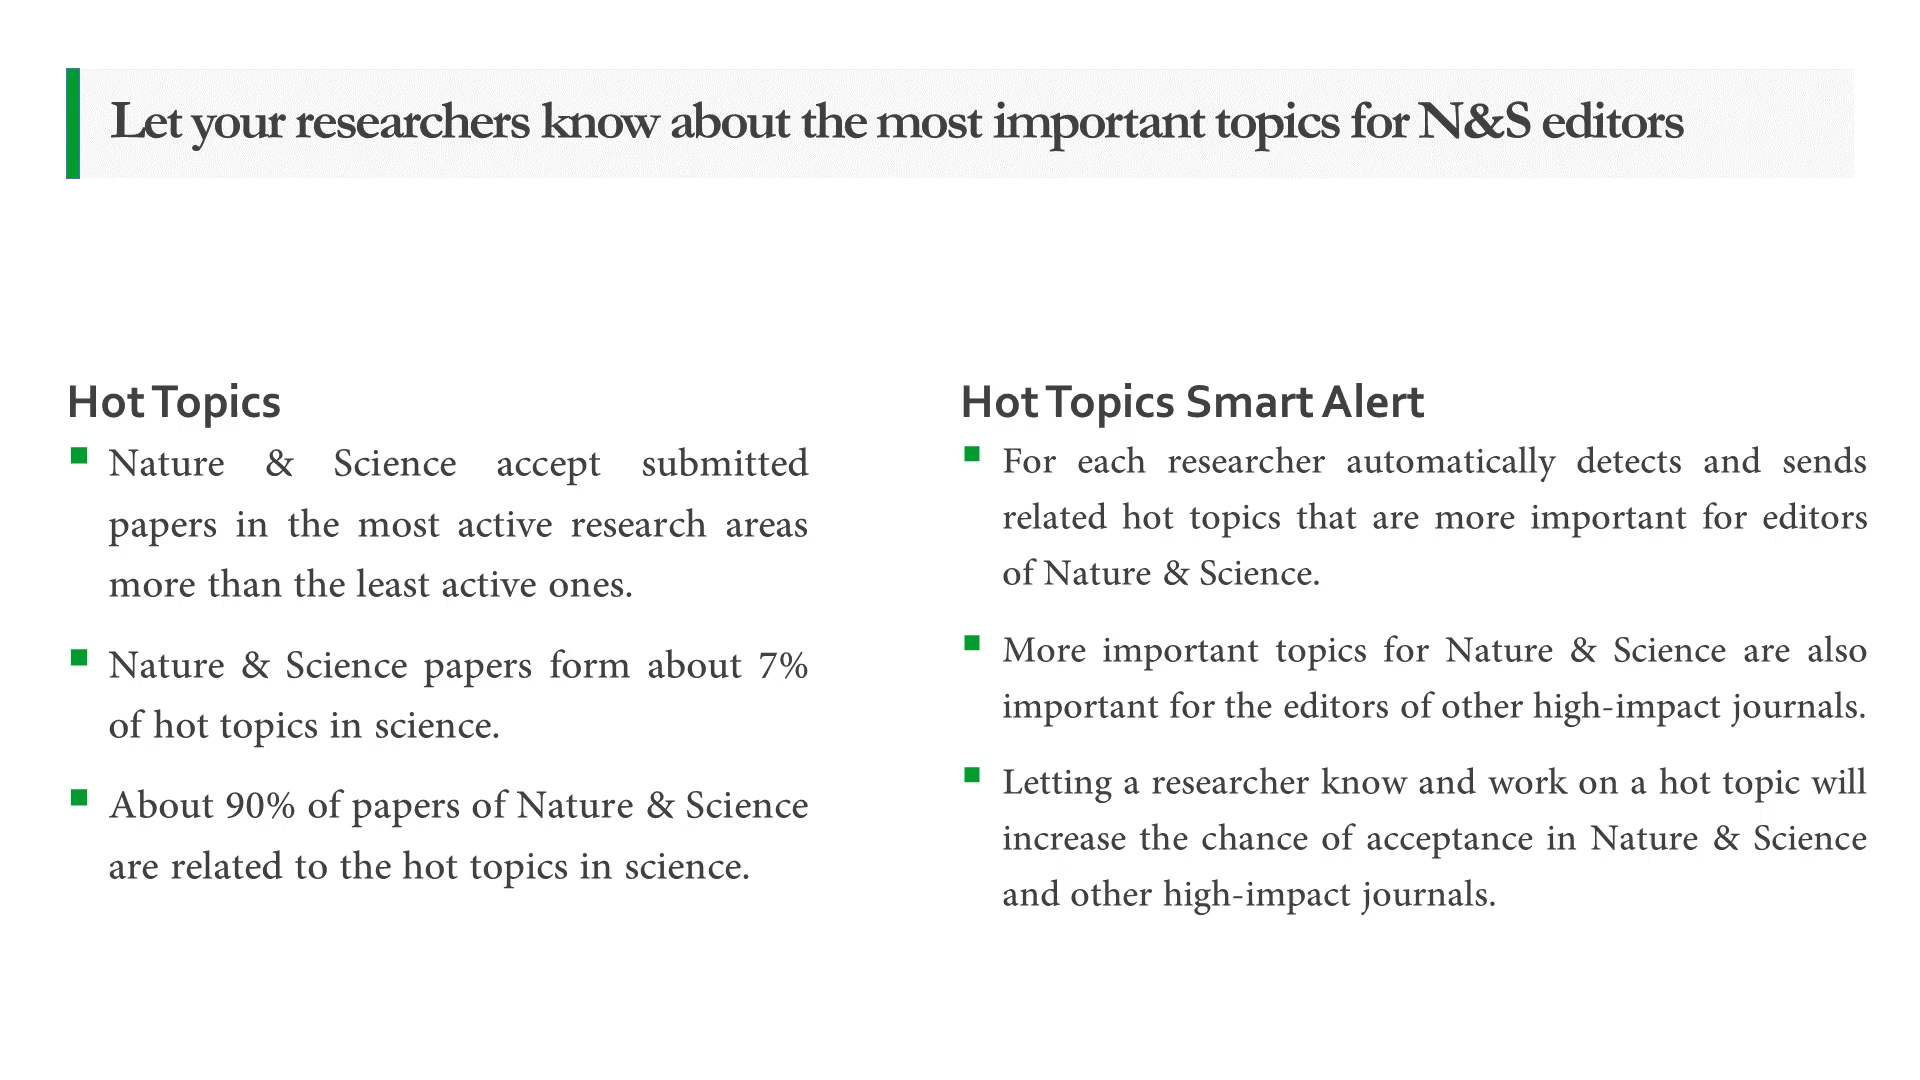 Let your researchers know about the most important topics for N&S editors
Hot Topics
Nature & Science accept submitted
papers in the most active research areas
more than the least active ones.
Nature & Science papers form about 7%
of hot topics in science.
About 90% of papers of Nature & Science
are related to the hot topics in science.
Hot Topics Smart Alert
For each researcher automatically detects and sends
related hot topics that are more important for editors
of Nature & Science.
More important topics for Nature & Science are also
important for the editors of other high-impact journals.
Letting a researcher know and work on a hot topic will
increase the chance of acceptance in Nature & Science
and other high-impact journals.